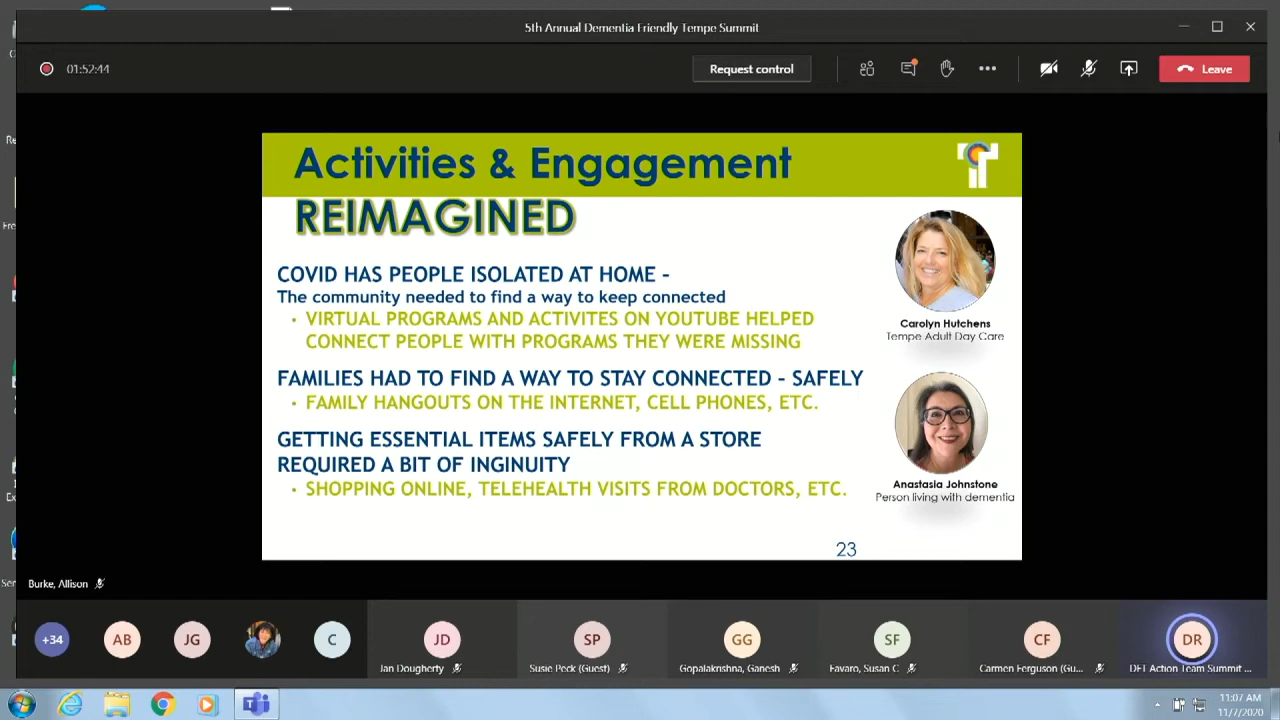 5th Annual Dementia Friendly Tempe Summit
01:52:44
Request control
Leave
Activities & Engagement
REIMAGINED
COVID HAS PEOPLE ISOLATED AT HOME –
The community needed to find a way to keep connected
• VIRTUAL PROGRAMS AND ACTIVITES ON YOUTUBE HELPED
CONNECT PEOPLE WITH PROGRAMS THEY WERE MISSING
FAMILIES HAD TO FIND A WAY TO STAY CONNECTED – SAFELY
• FAMILY HANGOUTS ON THE INTERNET, CELL PHONES, ETC.
GETTING ESSENTIAL ITEMS SAFELY FROM A STORE
REQUIRED A BIT OF INGINUITY
• SHOPPING ONLINE, TELEHEALTH VISITS FROM DOCTORS, ETC.
Carolyn Hutchens
Tempe Adult Day Care
Anastasia Johnstone
Person living with dementia
23
Burke, Allison
+34
AB
JG
C
JD
SP
GG
SF
CF
DR
Jan Dougherty
Susie Peck (Guest)
Gopalakrishna, Ganesh
Favaro, Susan C
Carmen Ferguson (Gu...
DFT Action Team Summit ...
11:07 AM
11/7/2020